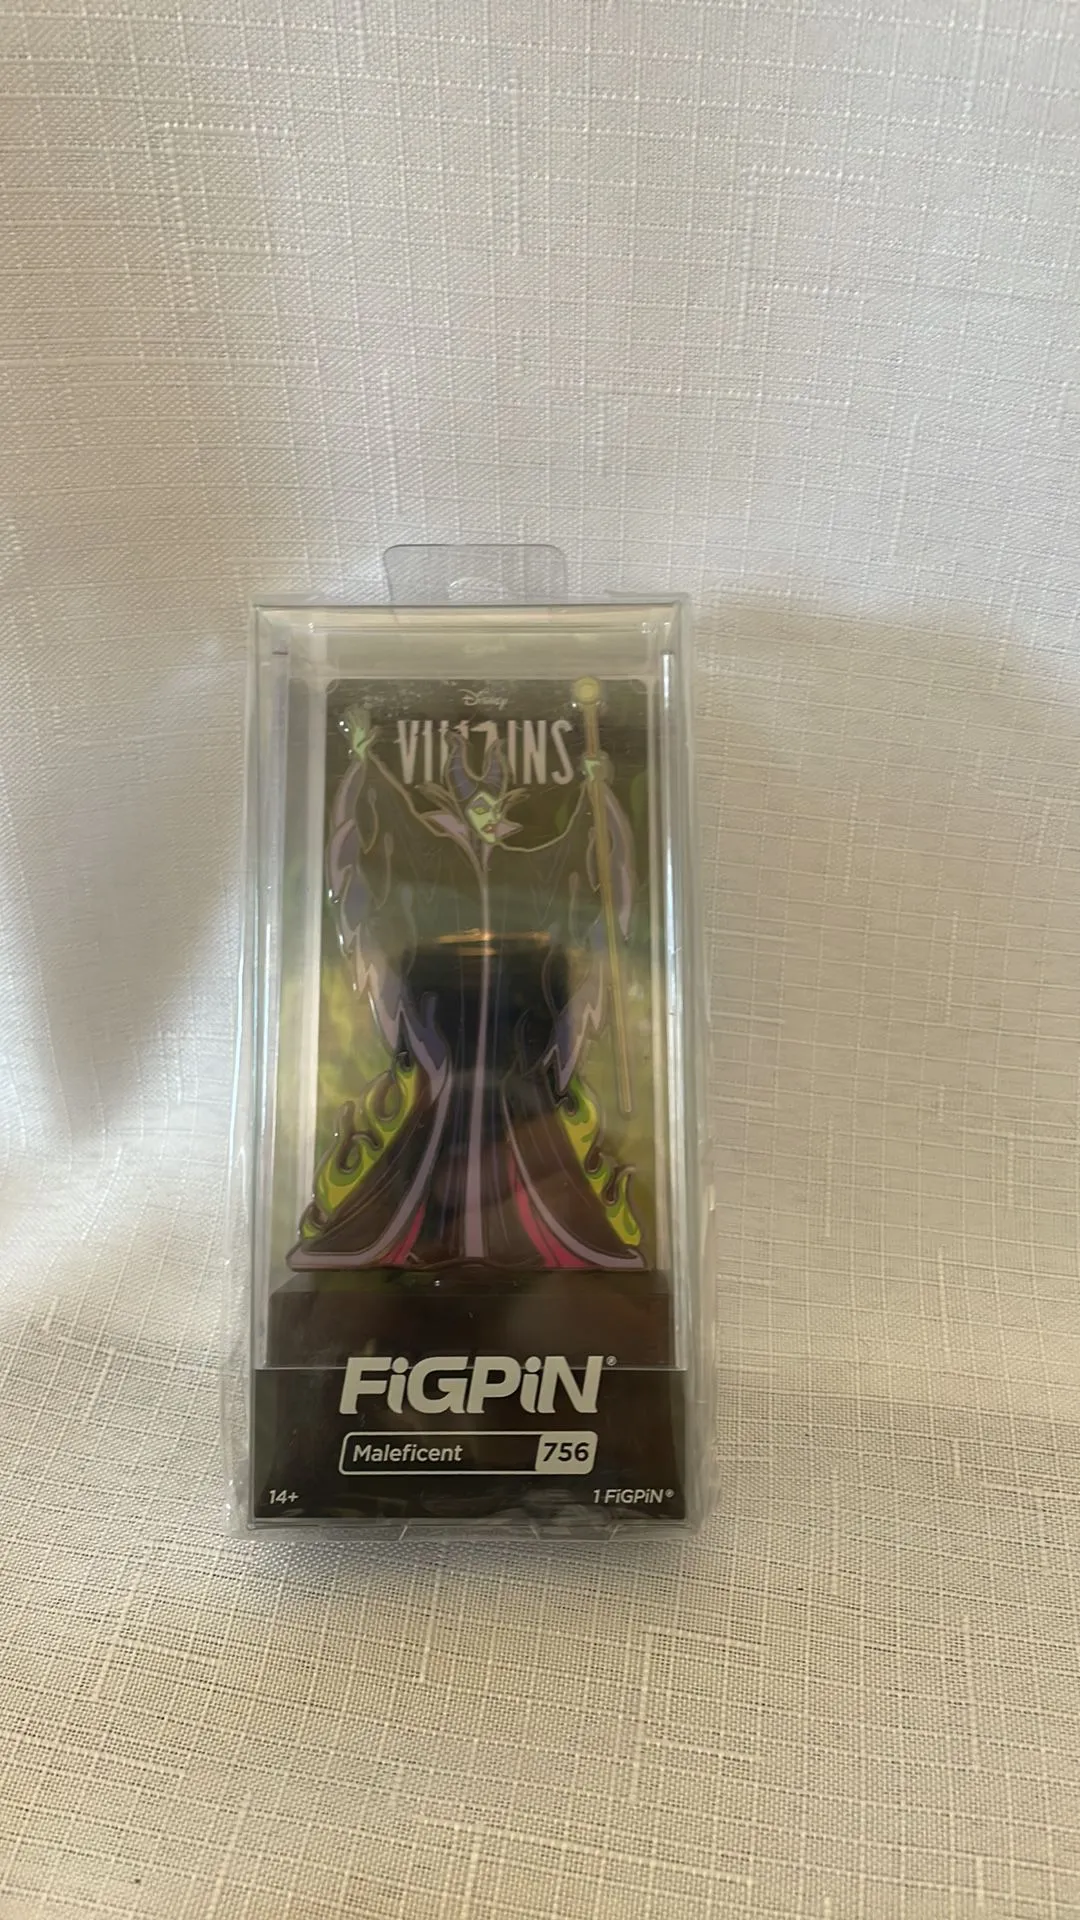 Disney
VILLAINS
FiGPiN®
Maleficent 756
14+ 1 FiGPiN®